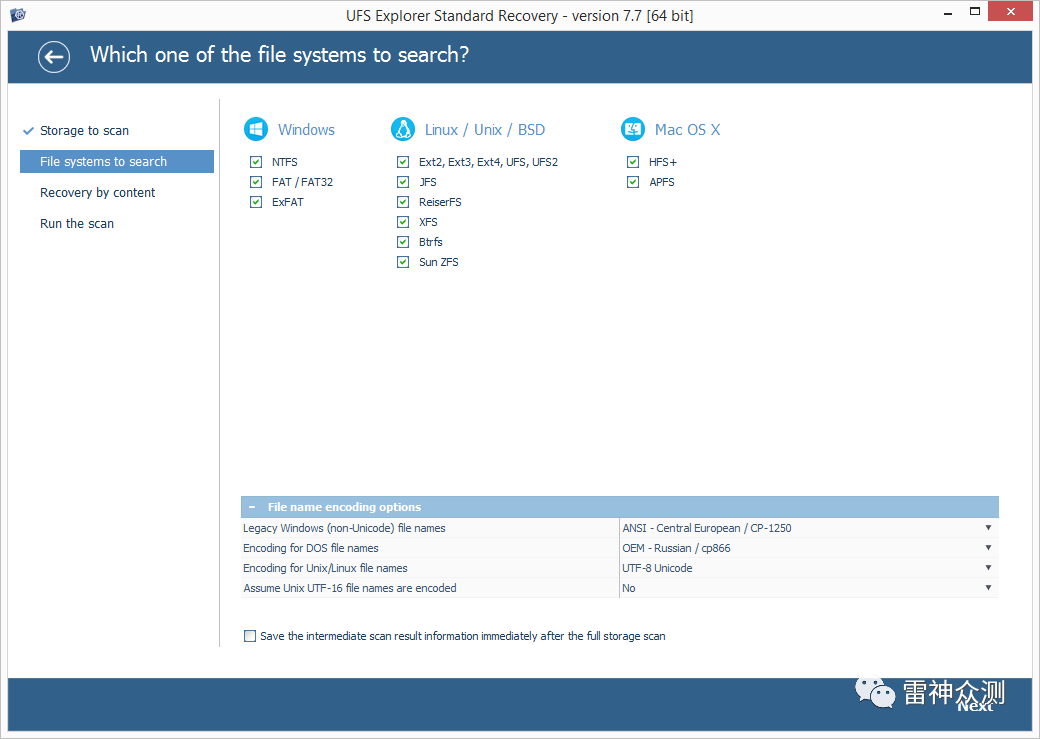 UFS Explorer Standard Recovery - version 7.7 [64 bit]
Which one of the file systems to search?
Storage to scan
File systems to search
Recovery by content
Run the scan
Windows
NTFS
FAT / FAT32
ExFAT
Linux / Unix / BSD
Ext2, Ext3, Ext4, UFS, UFS2
JFS
ReiserFS
XFS
Btrfs
Sun ZFS
Mac OS X
HFS+
APFS
File name encoding options
Legacy Windows (non-Unicode) file names ANSI - Central European / CP-1250
Encoding for DOS file names OEM - Russian / cp866
Encoding for Unix/Linux file names UTF-8 Unicode
Assume Unix UTF-16 file names are encoded No
Save the intermediate scan result information immediately after the full storage scan
雷神众测
Next